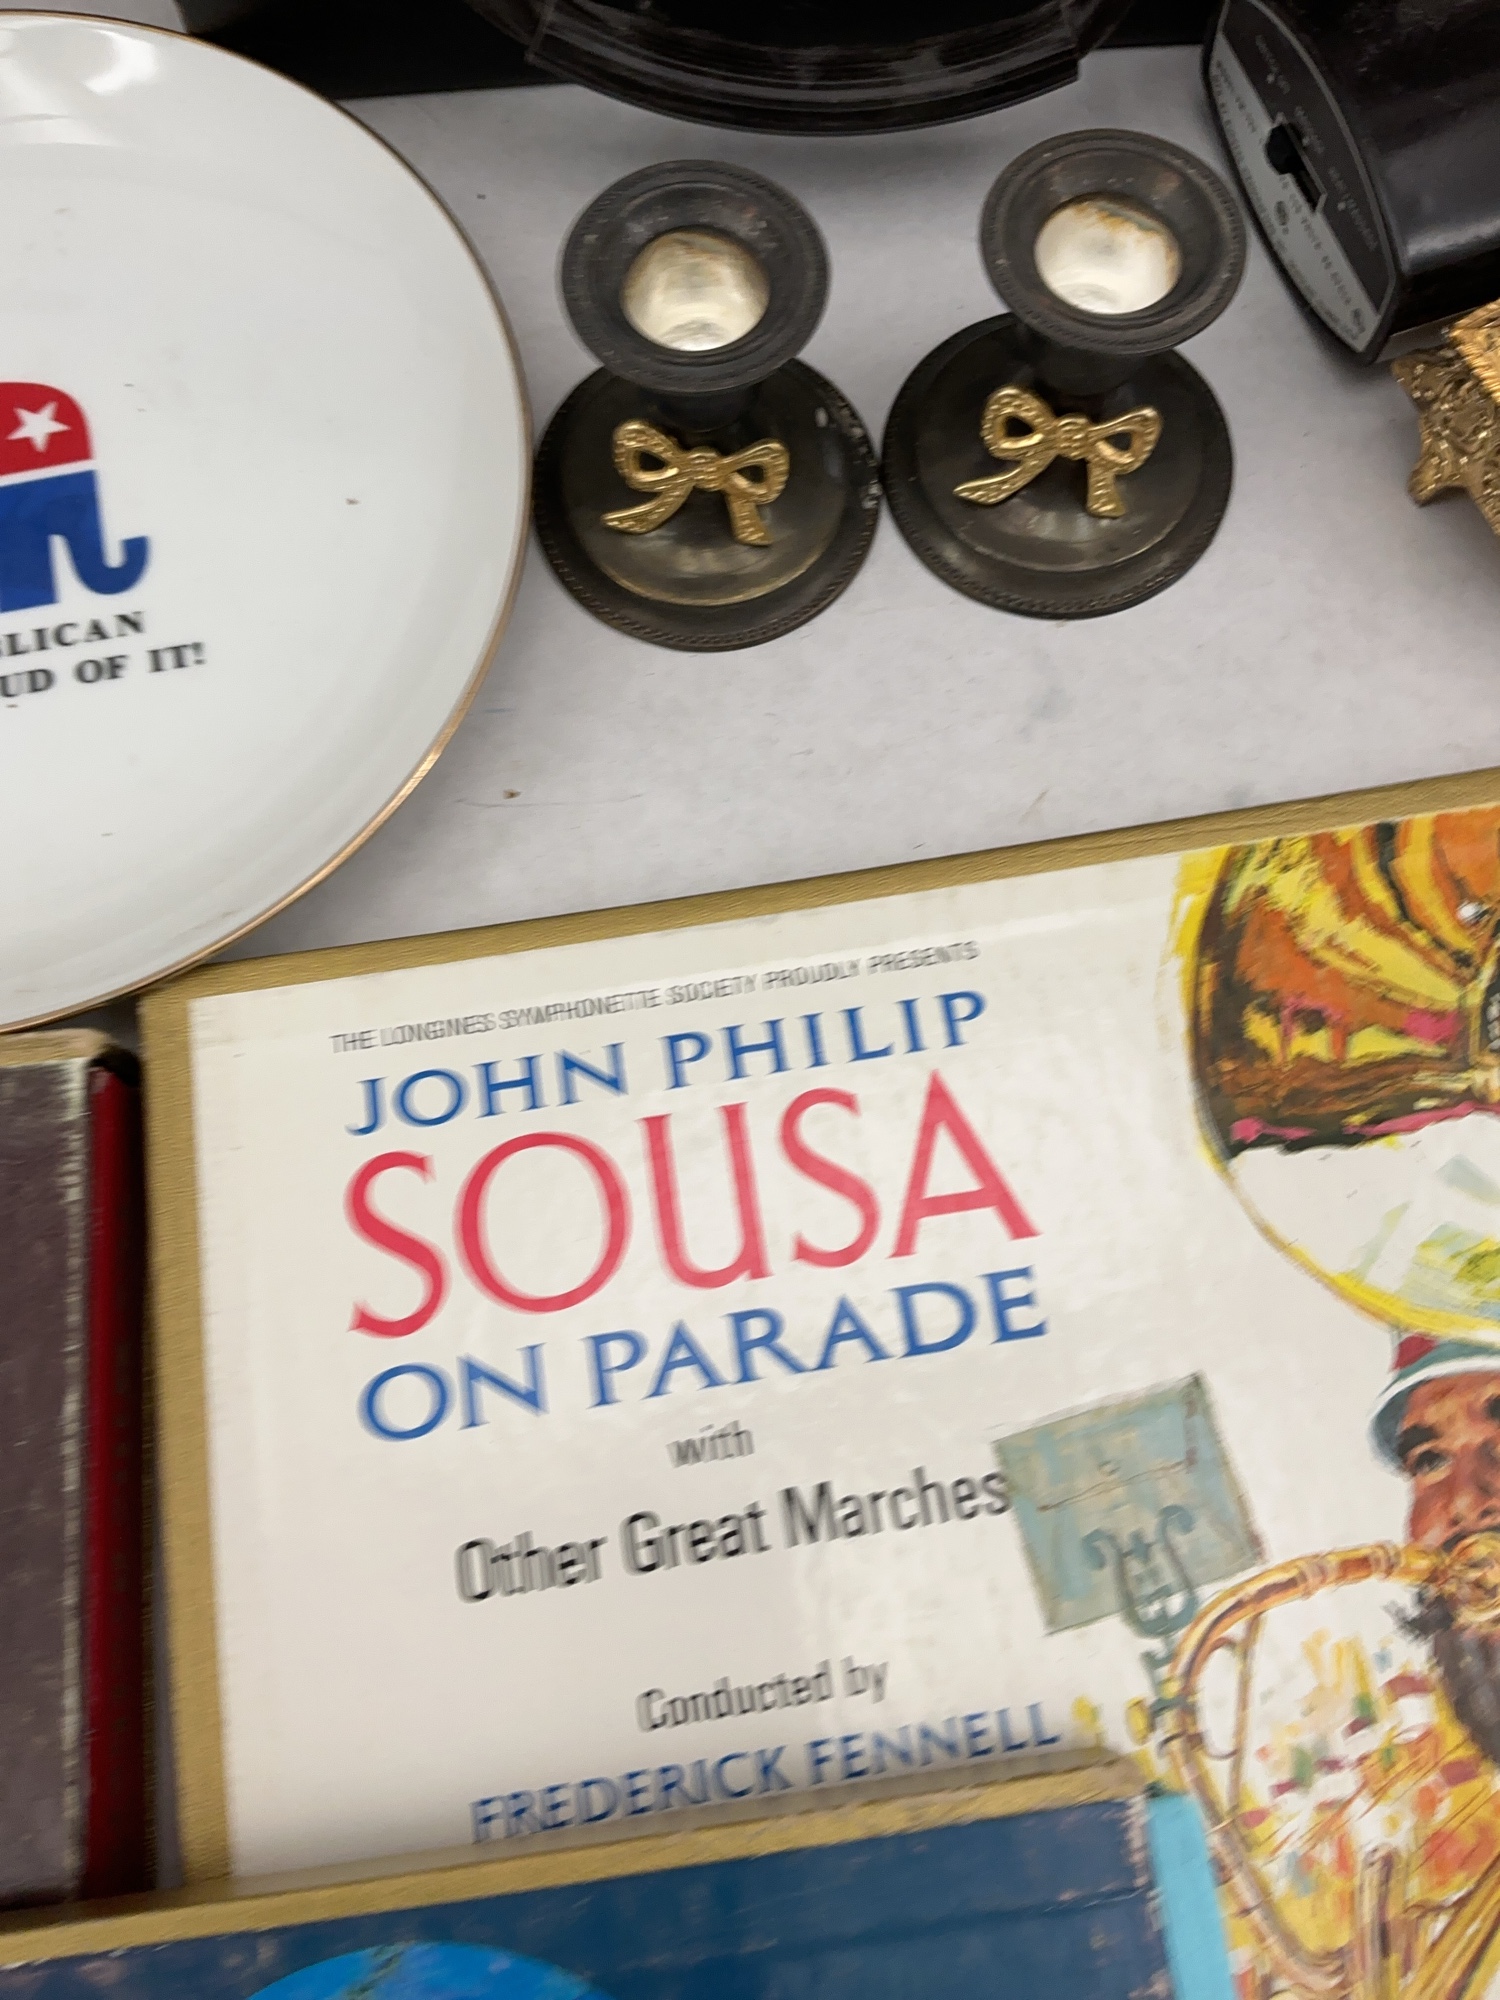 BLICAN
UD OF IT!
THE LONGINES SYMPHONETTE SOCIETY PROUDLY PRESENTS
JOHN PHILIP
SOUSA
ON PARADE
with
Other Great Marches
Conducted by
FREDERICK FENNELL